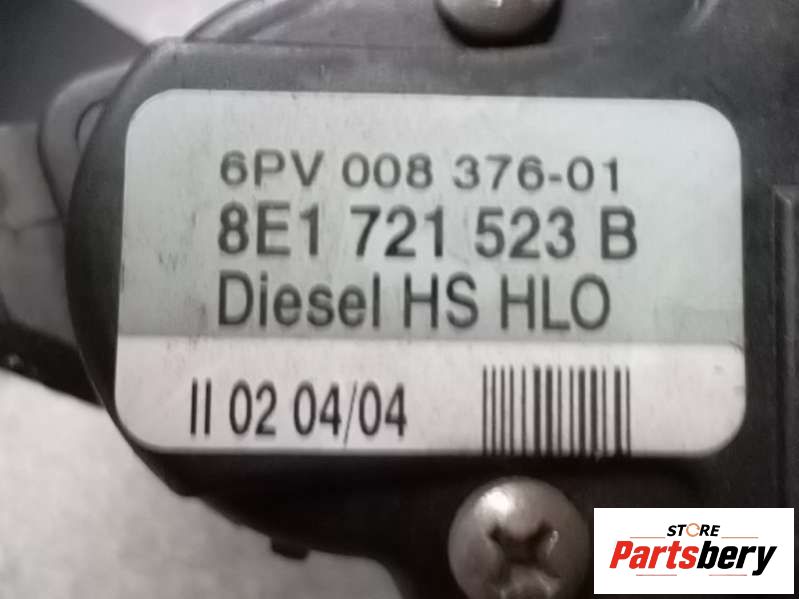 6PV 008 376-01
8E1 721 523 B
Diesel HS HLO
II 02 04/04
STORE
Partsbery